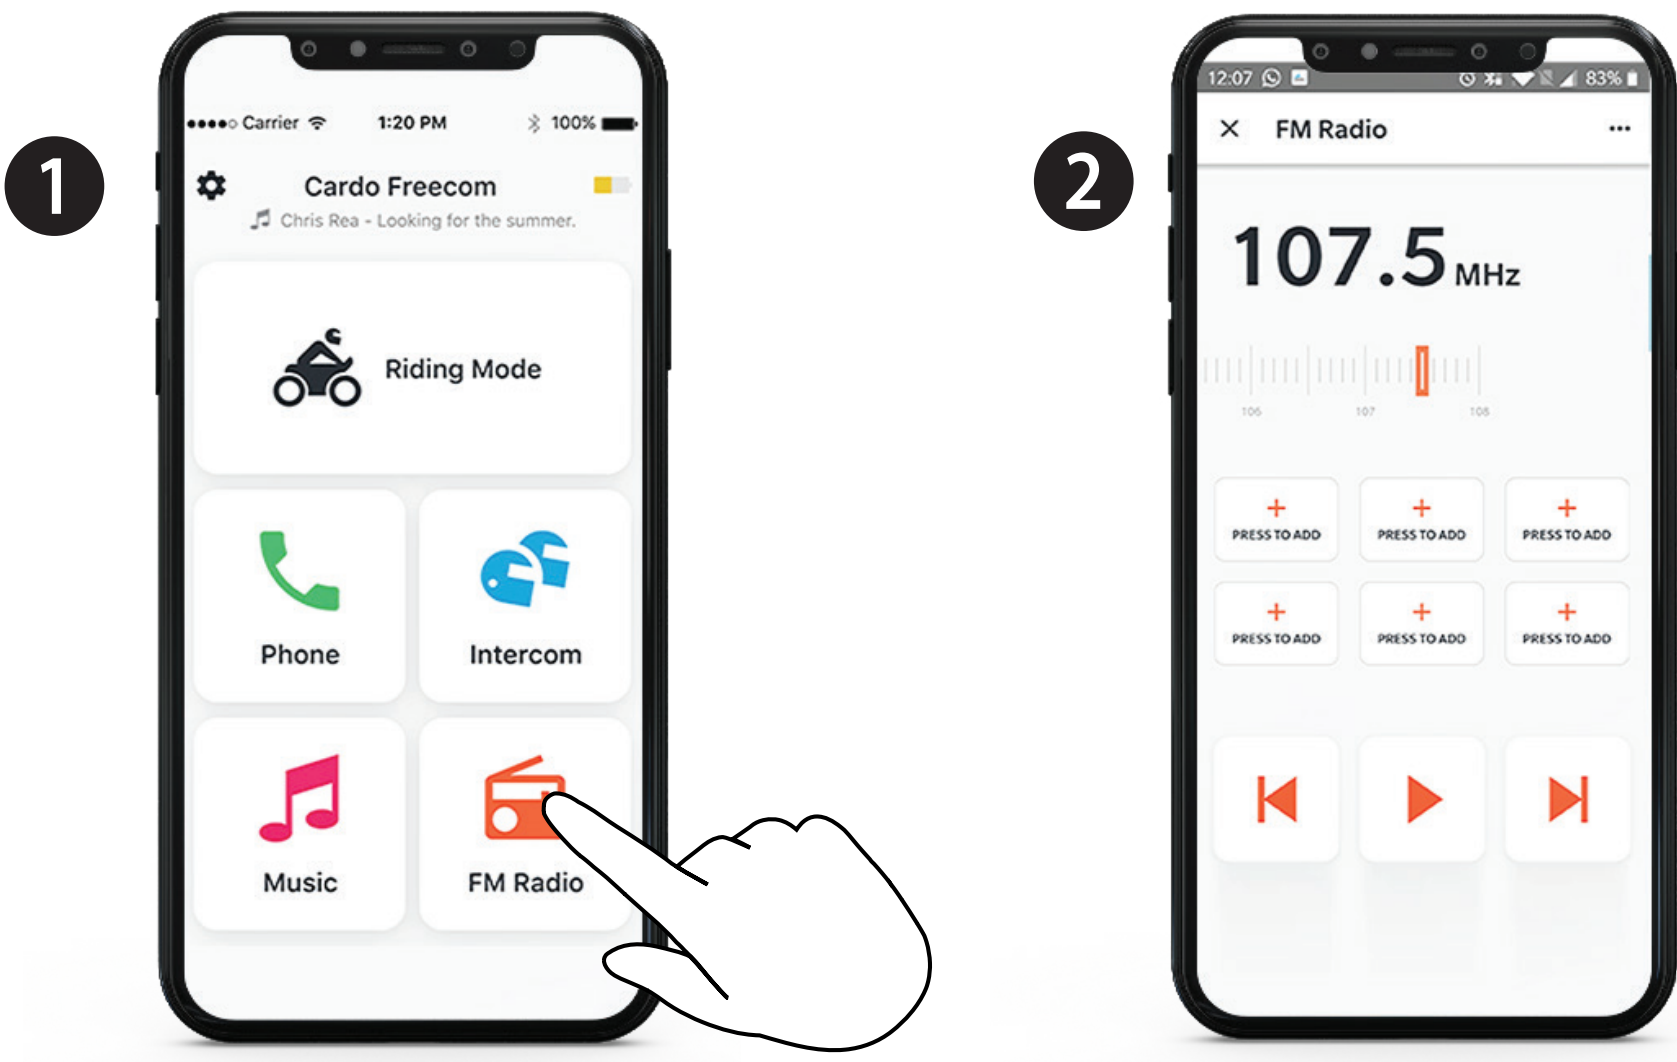 1
Carrier 1:20 PM 100%
Cardo Freecom
Chris Rea - Looking for the summer.
Riding Mode
Phone Intercom
Music FM Radio
2
12:07 83%
FM Radio
107.5 MHz
106 107 108
+ + +
PRESS TO ADD PRESS TO ADD PRESS TO ADD
+ + +
PRESS TO ADD PRESS TO ADD PRESS TO ADD